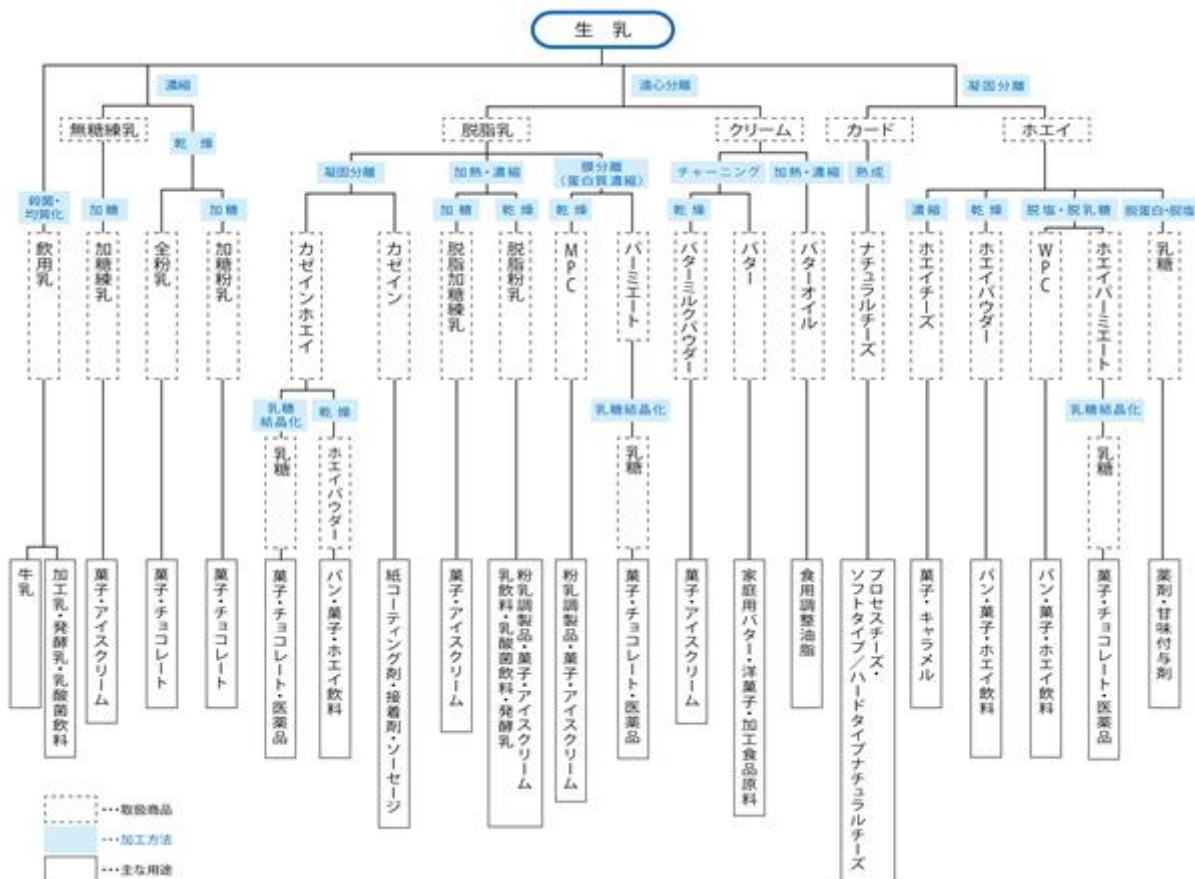 生 乳
濃縮
遠心分離
凝固分離
無糖練乳
脱脂乳
クリーム
カード
ホエイ
乾 燥
凝固分離
加熱・濃縮
膜分離
(蛋白質濃縮)
チャーニング
加熱・濃縮
熟成
殺菌・
均質化
加糖
加糖
加 糖
乾 燥
乾 燥
乾 燥
濃縮
乾 燥
脱塩・脱乳糖
脱蛋白・脱塩
飲用乳
加糖練乳
全粉乳
加糖粉乳
カゼインホエイ
カゼイン
脱脂加糖練乳
脱脂粉乳
MPC
パーミエート
バターミルクパウダー
バター
バターオイル
ナチュラルチーズ
ホエイチーズ
ホエイパウダー
WPC
ホエイパーミエート
乳糖
乳糖
結晶化
乾 燥
乳糖結晶化
乳糖結晶化
乳糖
ホエイパウダー
乳糖
乳糖
牛乳
加工乳・発酵乳・乳酸菌飲料
菓子・アイスクリーム
菓子・チョコレート
菓子・チョコレート
菓子・チョコレート・医薬品
パン・菓子・ホエイ飲料
紙コーティング剤・接着剤・ソーセージ
菓子・アイスクリーム
粉乳調製品・菓子・アイスクリーム
乳飲料・乳酸菌飲料・発酵乳
粉乳調製品・菓子・アイスクリーム
菓子・チョコレート・医薬品
菓子・アイスクリーム
家庭用バター・洋菓子・加工食品原料
食用調整油脂
プロセスチーズ・
ソフトタイプ/ハードタイプナチュラルチーズ
菓子・キャラメル
パン・菓子・ホエイ飲料
パン・菓子・ホエイ飲料
菓子・チョコレート・医薬品
薬剤・甘味付与剤
…取扱商品
…加工方法
…主な用途